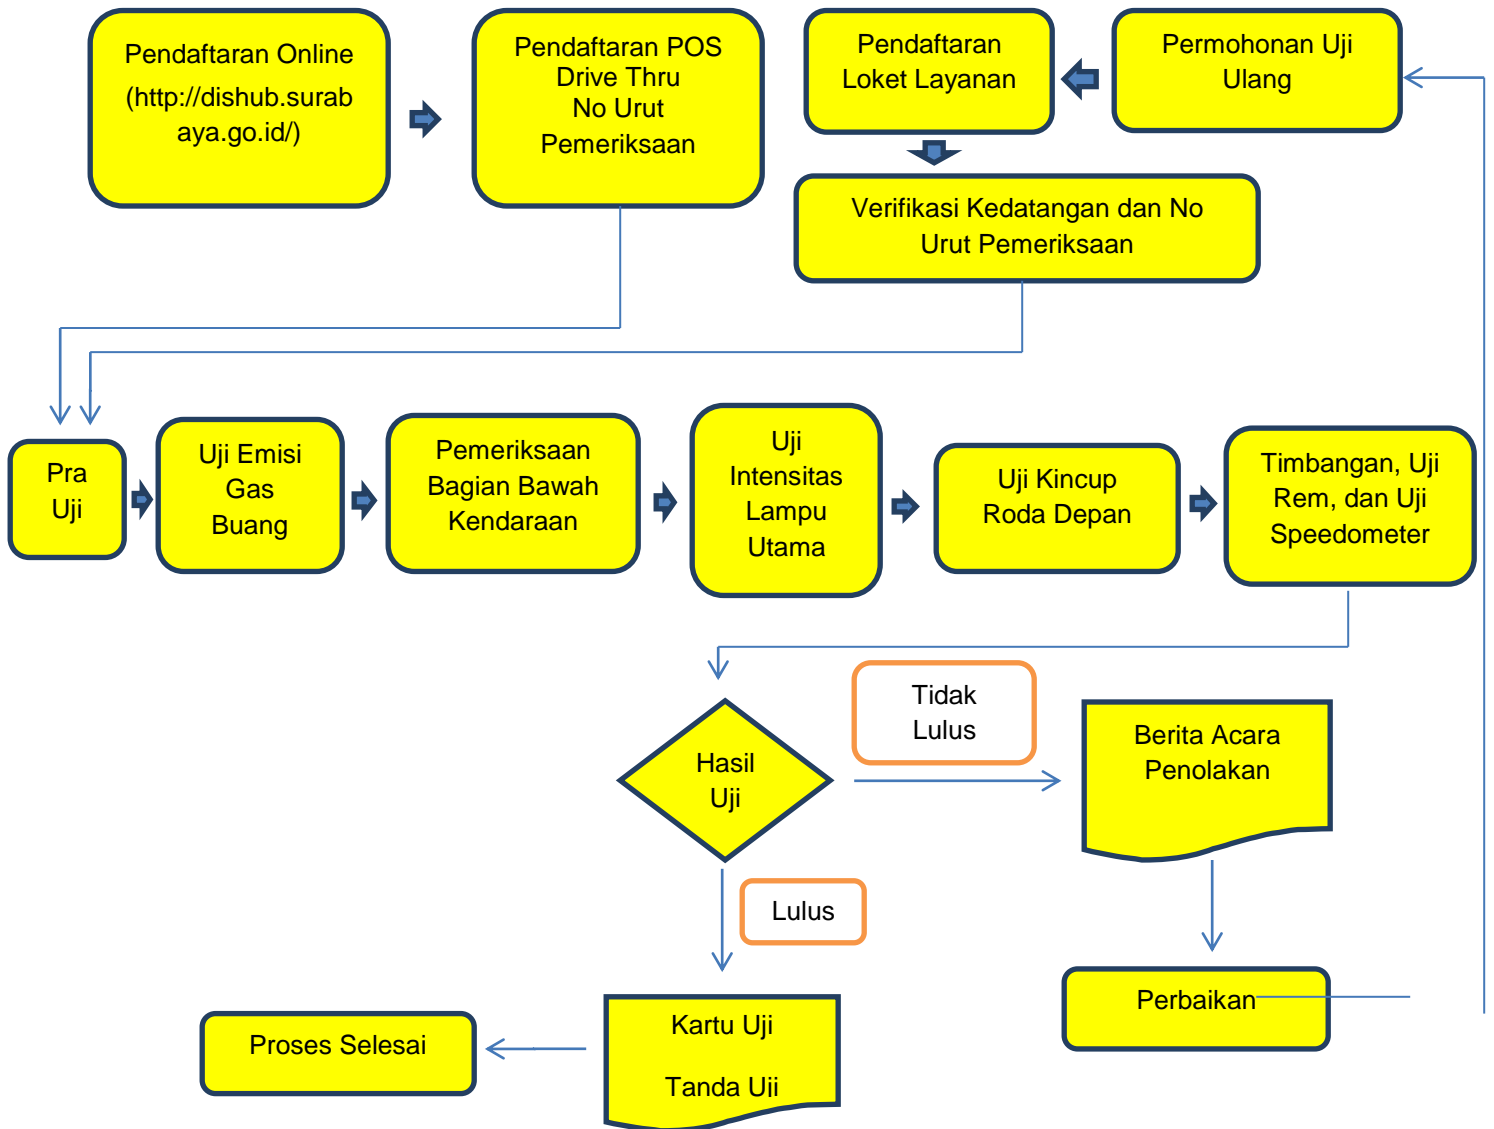 Pendaftaran Online
(http://dishub.surab
aya.go.id/)
Pendaftaran POS
Drive Thru
No Urut
Pemeriksaan
Pendaftaran
Loket Layanan
Permohonan Uji
Ulang
Verifikasi Kedatangan dan No
Urut Pemeriksaan
Pra
Uji
Uji Emisi
Gas
Buang
Pemeriksaan
Bagian Bawah
Kendaraan
Uji
Intensitas
Lampu
Utama
Uji Kincup
Roda Depan
Timbangan, Uji
Rem, dan Uji
Speedometer
Hasil
Uji
Tidak
Lulus
Berita Acara
Penolakan
Lulus
Perbaikan
Kartu Uji
Tanda Uji
Proses Selesai